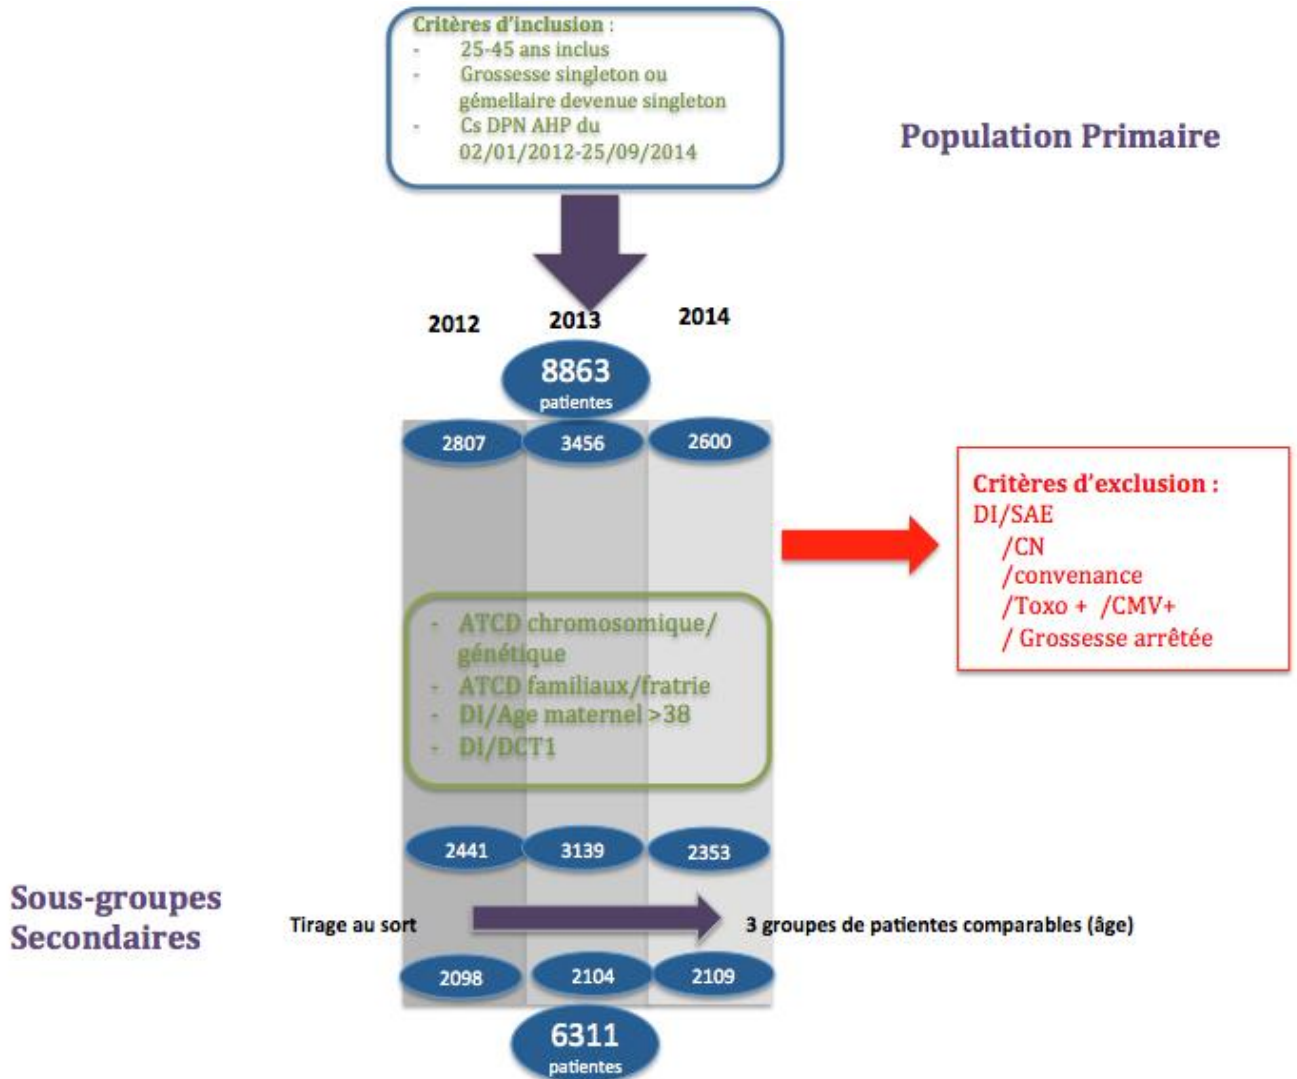 Critères d'inclusion :
- 25-45 ans inclus
- Grossesse singleton ou
gémellaire devenue singleton
- Cs DPN AHP du
02/01/2012-25/09/2014
Population Primaire
2012 2013 2014
8863
patientes
2807 3456 2600
Critères d'exclusion :
DI/SAE
/CN
/convenance
/Toxo + /CMV+
/ Grossesse arrêtée
- ATCD chromosomique/
génétique
- ATCD familiaux/fratrie
- DI/Age maternel >38
- DI/DCT1
2441 3139 2353
Sous-groupes
Secondaires
Tirage au sort
3 groupes de patientes comparables (âge)
2098 2104 2109
6311
patientes